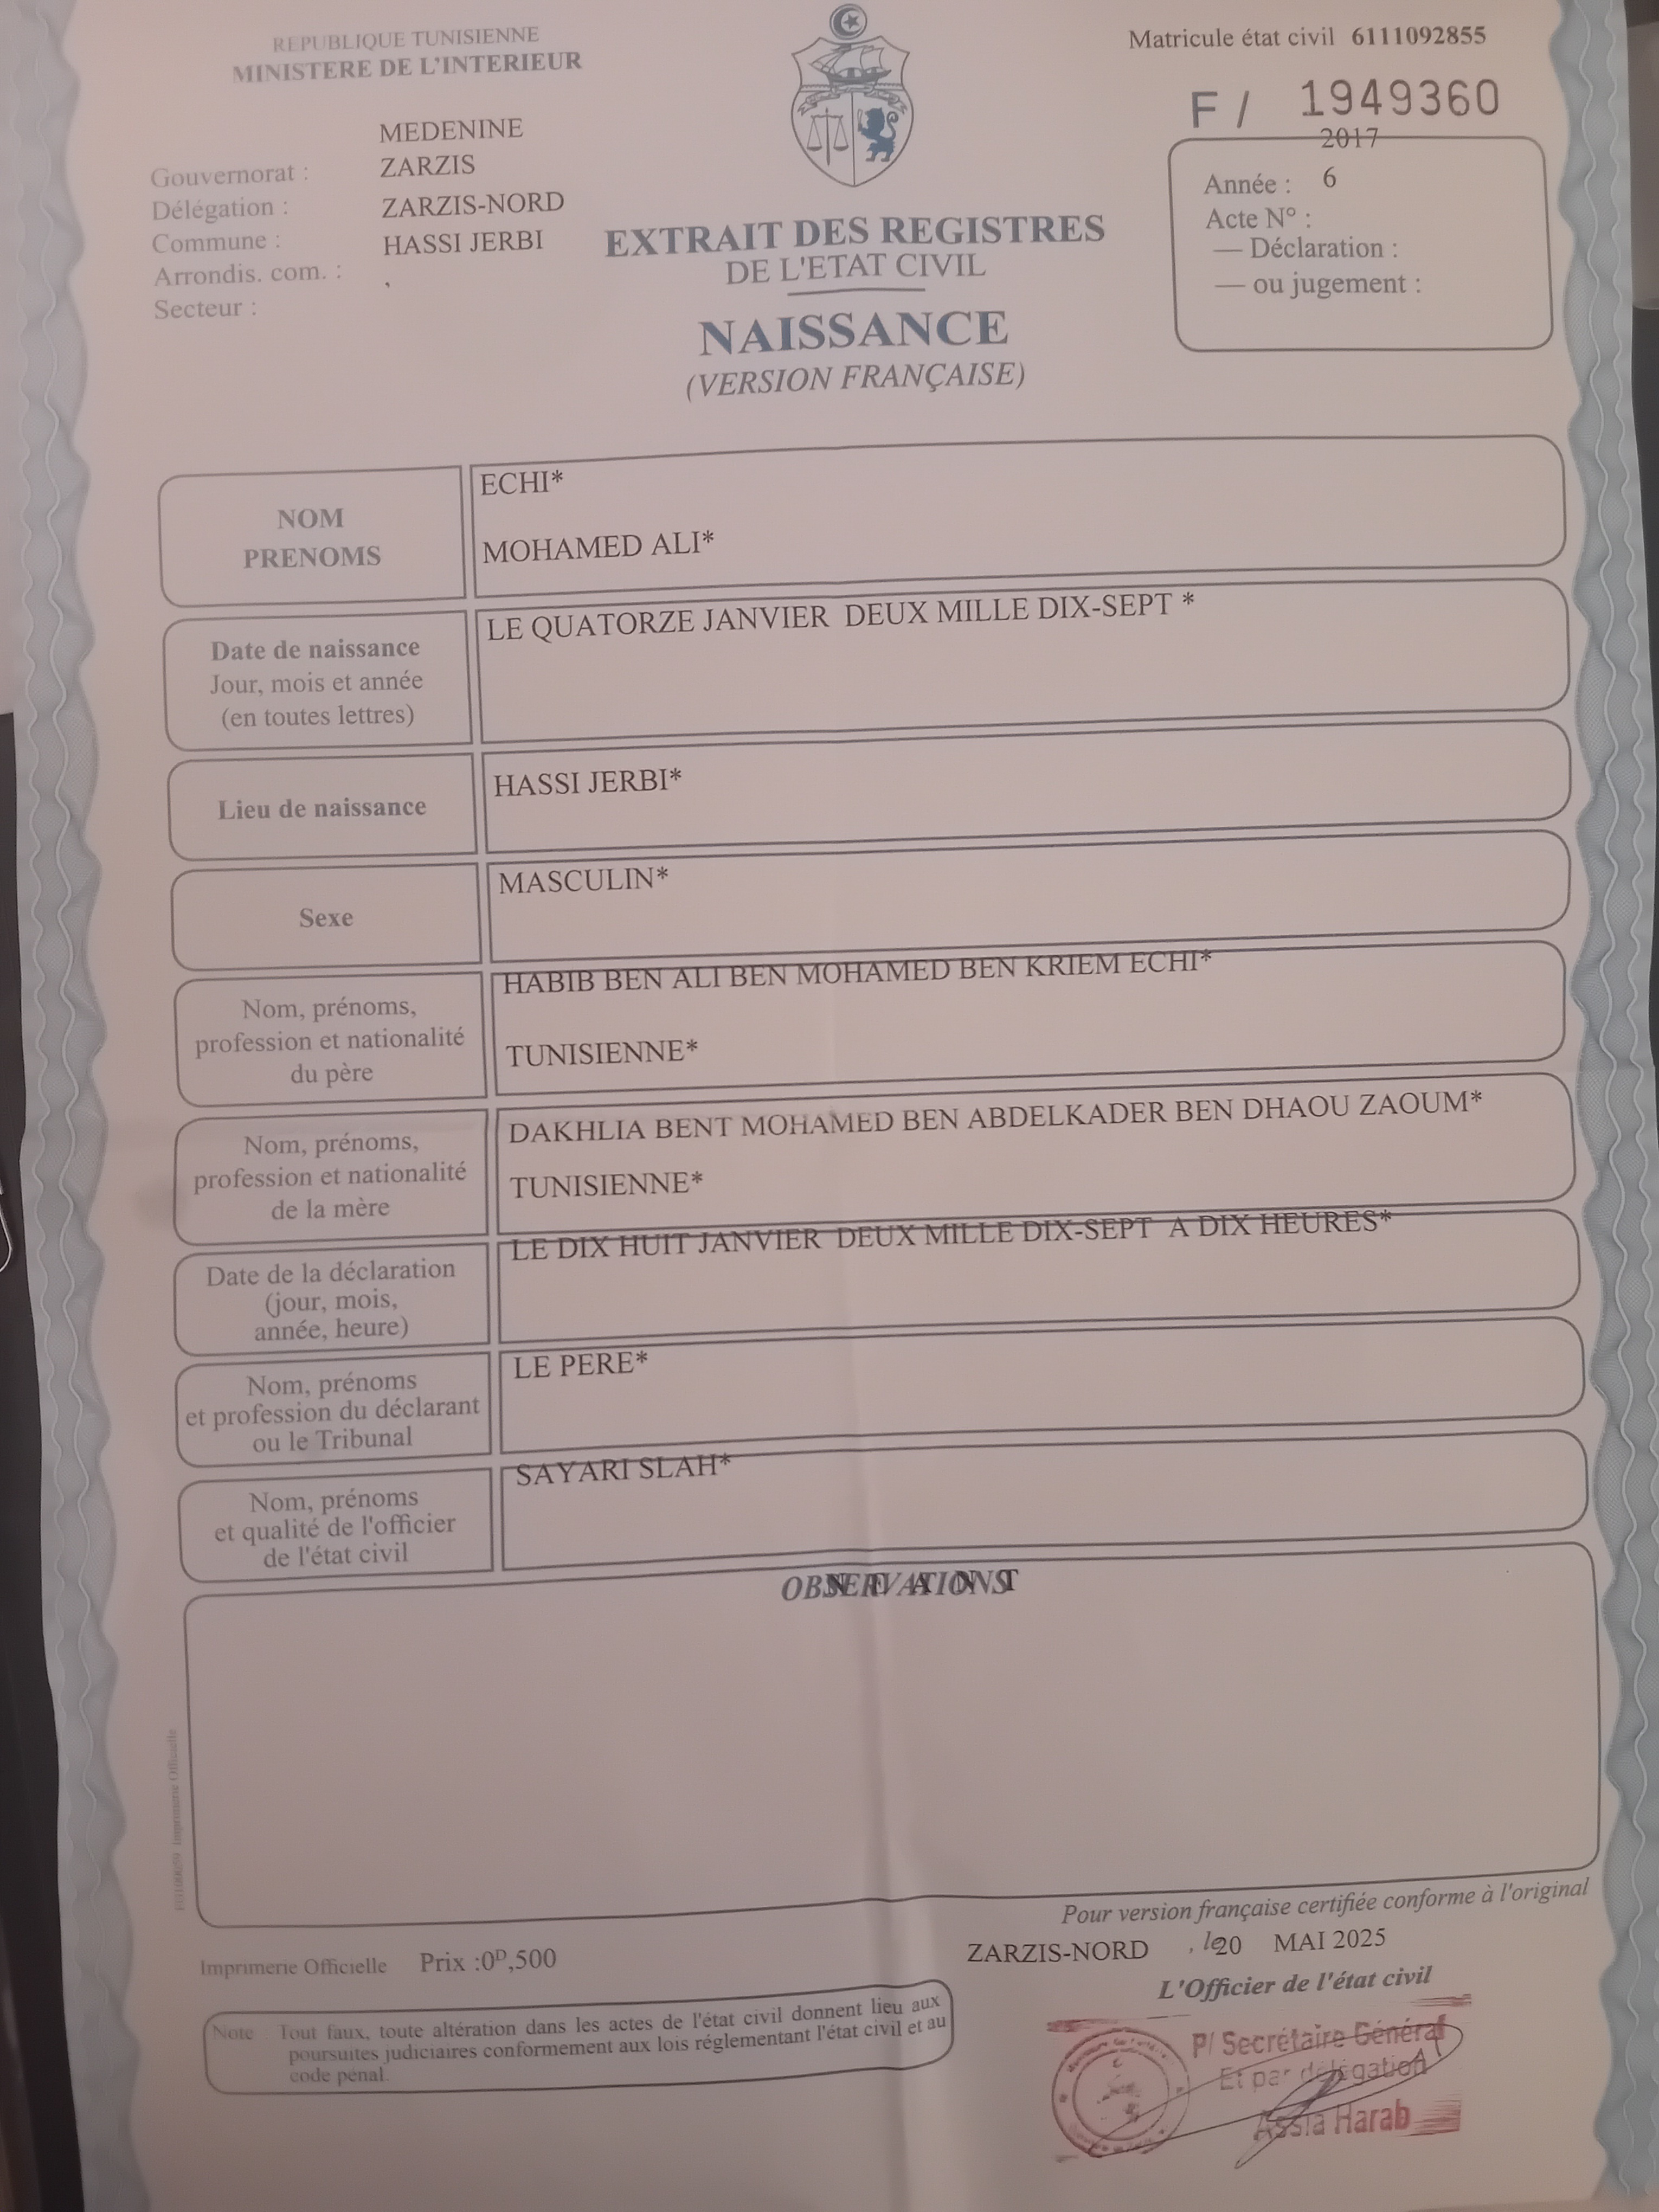 REPUBLIQUE TUNISIENNE
MINISTERE DE L'INTERIEUR
Matricule état civil 6111092855
F / 1949360
MEDENINE
Gouvernorat : ZARZIS
Délégation : ZARZIS-NORD
Commune : HASSI JERBI
Arrondis. com. : .
Secteur :
2017
Année : 6
Acte N° :
— Déclaration :
— ou jugement :
EXTRAIT DES REGISTRES
DE L'ETAT CIVIL
NAISSANCE
(VERSION FRANÇAISE)
NOM
PRENOMS
ECHI*
MOHAMED ALI*
Date de naissance
Jour, mois et année
(en toutes lettres)
LE QUATORZE JANVIER DEUX MILLE DIX-SEPT *
Lieu de naissance
HASSI JERBI*
Sexe
MASCULIN*
Nom, prénoms,
profession et nationalité
du père
HABIB BEN ALI BEN MOHAMED BEN KRIEM ECHI*
TUNISIENNE*
Nom, prénoms,
profession et nationalité
de la mère
DAKHLIA BENT MOHAMED BEN ABDELKADER BEN DHAOU ZAOUM*
TUNISIENNE*
Date de la déclaration
(jour, mois,
année, heure)
LE DIX HUIT JANVIER DEUX MILLE DIX-SEPT A DIX HEURES*
Nom, prénoms
et profession du déclarant
ou le Tribunal
LE PERE*
Nom, prénoms
et qualité de l'officier
de l'état civil
SAYARI SLAH*
OBSERVATIONS
N E A N T
Imprimerie Officielle
Pour version française certifiée conforme à l'original
ZARZIS-NORD , le 20 MAI 2025
L'Officier de l'état civil
Imprimerie Officielle Prix :0ᴰ,500
Note : Tout faux, toute altération dans les actes de l'état civil donnent lieu aux
poursuites judiciaires conformement aux lois réglementant l'état civil et au
code pénal.
P/ Secrétaire Général
Et par délégation
Assia Harab